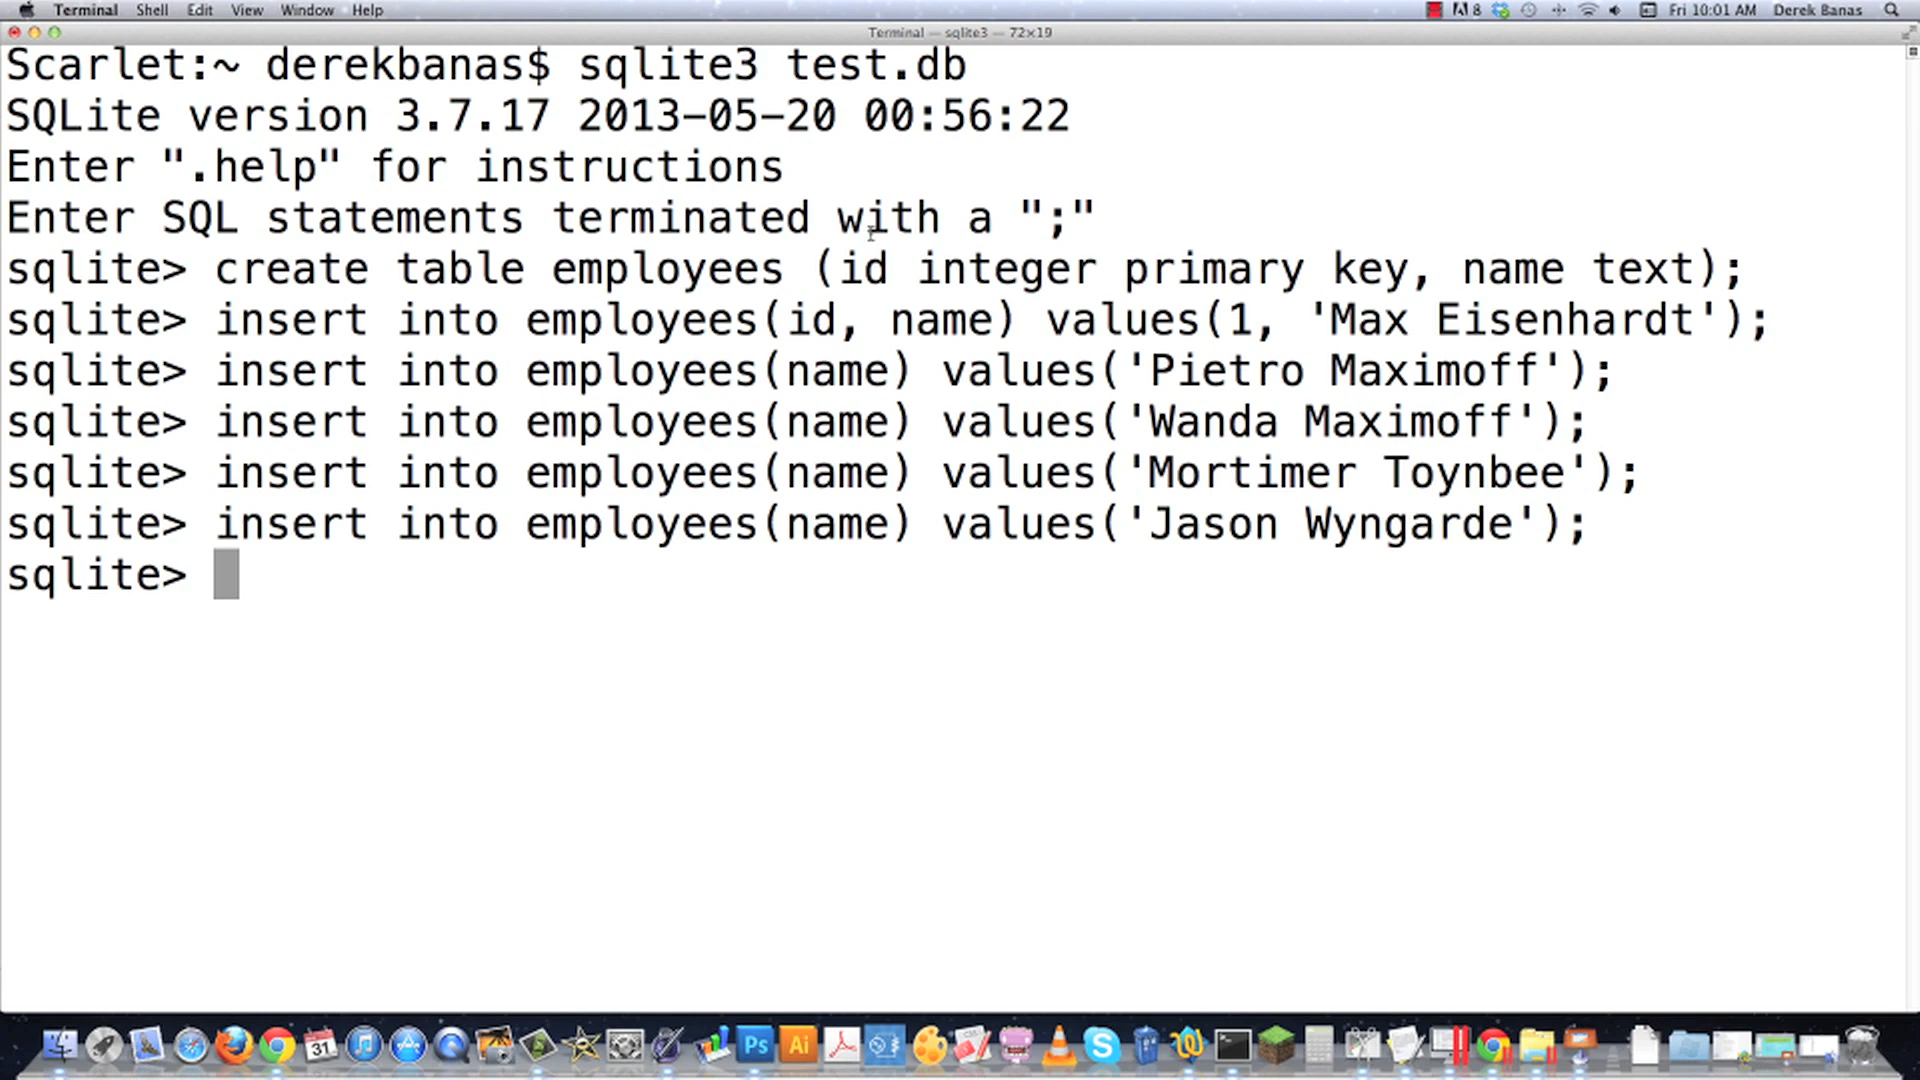 Terminal Shell Edit View Window Help
8 Fri 10:01 AM Derek Banas
Terminal — sqlite3 — 72×19
Scarlet:~ derekbanas$ sqlite3 test.db
SQLite version 3.7.17 2013-05-20 00:56:22
Enter ".help" for instructions
Enter SQL statements terminated with a ";"
sqlite> create table employees (id integer primary key, name text);
sqlite> insert into employees(id, name) values(1, 'Max Eisenhardt');
sqlite> insert into employees(name) values('Pietro Maximoff');
sqlite> insert into employees(name) values('Wanda Maximoff');
sqlite> insert into employees(name) values('Mortimer Toynbee');
sqlite> insert into employees(name) values('Jason Wyngarde');
sqlite>
31 Ps Ai